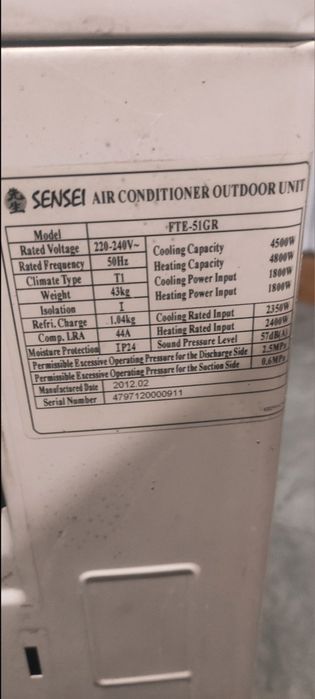 先生 SENSEI AIR CONDITIONER OUTDOOR UNIT
Model FTE-51GR
Rated Voltage 220-240V~ Cooling Capacity 4500W
Rated Frequency 50Hz Heating Capacity 4800W
Climate Type T1 Cooling Power Input 1800W
Weight 43kg Heating Power Input 1800W
Isolation I
Refri. Charge 1.04kg Cooling Rated Input 2350W
Comp. LRA 44A Heating Rated Input 2400W
Moisture Protection IP24 Sound Pressure Level 57dB(A)
Permissible Excessive Operating Pressure for the Discharge Side 2.5MPa
Permissible Excessive Operating Pressure for the Suction Side 0.6MPa
Manufactured Date 2012.02
Serial Number 4797120000911